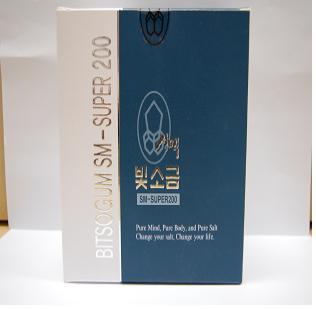 BITSOGUM SM-SUPER 200
빛소금
SM-SUPER200
Pure Mind, Pure Body, and Pure Salt
Change your salt, Change your life.